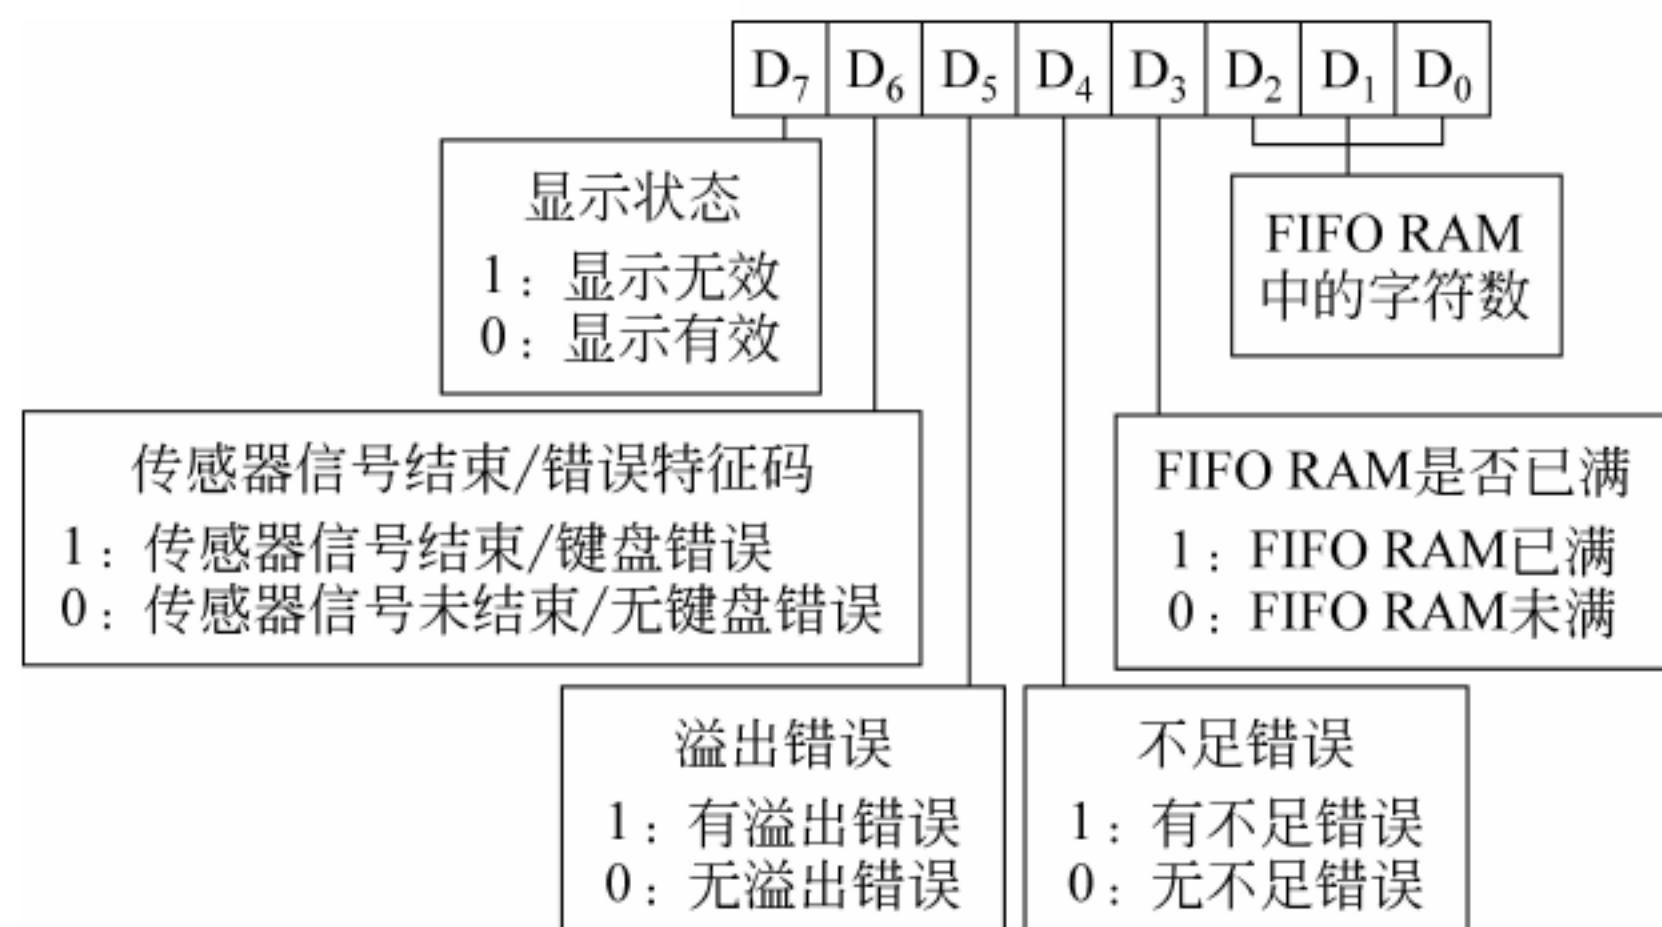 D7 D6 D5 D4 D3 D2 D1 D0
显示状态
1：显示无效
0：显示有效
FIFO RAM
中的字符数
传感器信号结束/错误特征码
1：传感器信号结束/键盘错误
0：传感器信号未结束/无键盘错误
FIFO RAM是否已满
1：FIFO RAM已满
0：FIFO RAM未满
溢出错误
1：有溢出错误
0：无溢出错误
不足错误
1：有不足错误
0：无不足错误